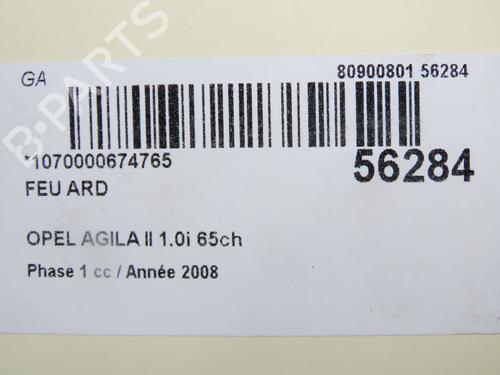 GA
80900801 56284
*1070000674765
56284
FEU ARD
OPEL AGILA II 1.0i 65ch
Phase 1 cc / Année 2008
B-PARTS